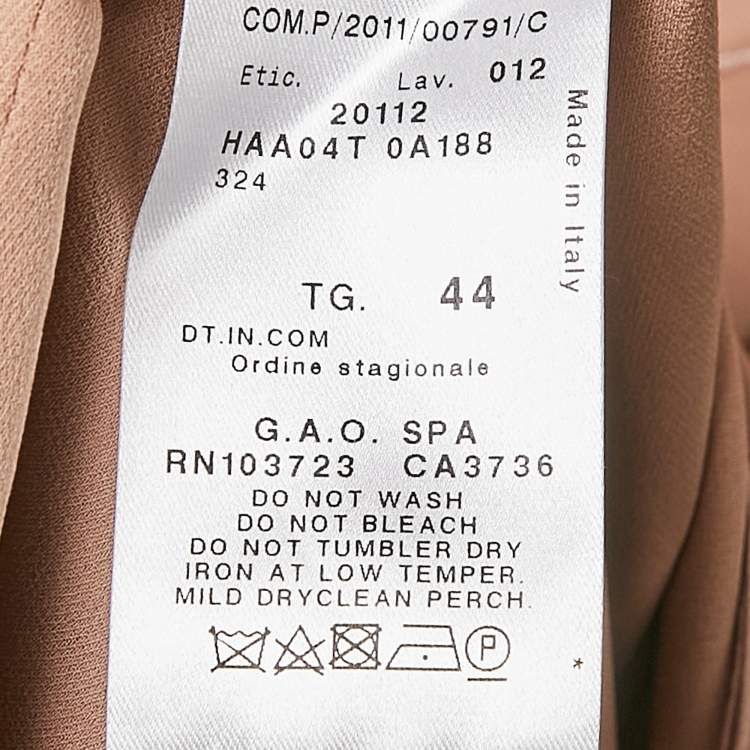 COM.P/2011/00791/C
Etic. Lav. 012
20112
HAA04T 0A188
324
Made in Italy
TG. 44
DT.IN.COM
Ordine stagionale
G.A.O. SPA
RN103723 CA3736
DO NOT WASH
DO NOT BLEACH
DO NOT TUMBLER DRY
IRON AT LOW TEMPER.
MILD DRYCLEAN PERCH.
P
*